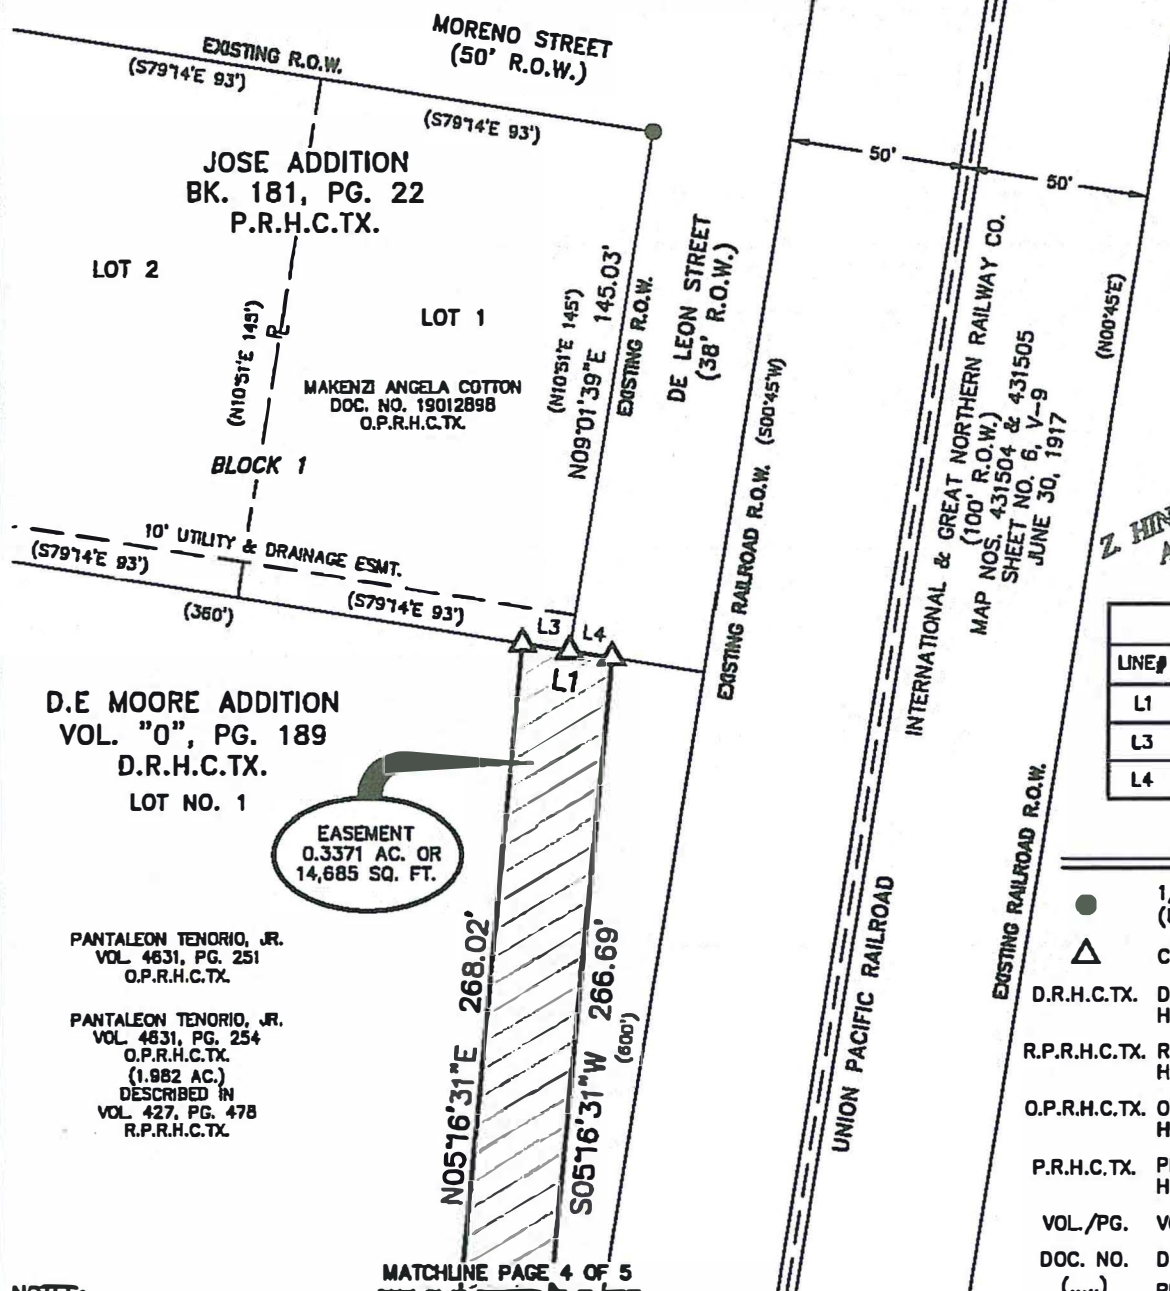 MORENO STREET
(50' R.O.W.)
EXISTING R.O.W.
(S79°14'E 93')
(S79°14'E 93')
JOSE ADDITION
BK. 181, PG. 22
P.R.H.C.TX.
LOT 2
LOT 1
(N10°51'E 145')
MAKENZI ANGELA COTTON
DOC. NO. 19012898
O.P.R.H.C.TX.
BLOCK 1
(N10°51'E 145')
N09°01'39"E 145.03'
EXISTING R.O.W.
DE LEON STREET
(38' R.O.W.)
50'
50'
EXISTING RAILROAD R.O.W. (S00°45'W)
INTERNATIONAL & GREAT NORTHERN RAILWAY CO.
(100' R.O.W.)
MAP NOS. 431504 & 431505
SHEET NO. 6, V-9
JUNE 30, 1917
(N00°45'E)
Z. HIN
10' UTILITY & DRAINAGE ESMT.
(S79°14'E 93')
(S79°14'E 93')
(360')
L3
L4
L1
D.E MOORE ADDITION
VOL. "O", PG. 189
D.R.H.C.TX.
LOT NO. 1
EASEMENT
0.3371 AC. OR
14,685 SQ. FT.
PANTALEON TENORIO, JR.
VOL. 4631, PG. 251
O.P.R.H.C.TX.
PANTALEON TENORIO, JR.
VOL. 4631, PG. 254
O.P.R.H.C.TX.
(1.982 AC.)
DESCRIBED IN
VOL. 427, PG. 478
R.P.R.H.C.TX.
N05°16'31"E 268.02'
S05°16'31"W 266.69'
(600')
UNION PACIFIC RAILROAD
EXISTING RAILROAD R.O.W.
LINE#
L1
L3
L4
D.R.H.C.TX.
R.P.R.H.C.TX.
O.P.R.H.C.TX.
P.R.H.C.TX.
VOL./PG.
DOC. NO.
(.....)
MATCHLINE PAGE 4 OF 5